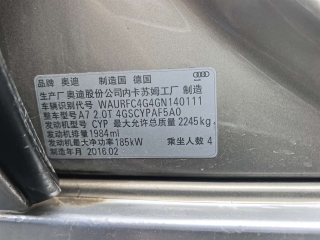 品牌 奥迪 制造国 德国
生产厂 奥迪股份公司内卡苏姆工厂 制造
车辆识别代号 WAURFC4G4GN140111
整车型号 A7 2.0T 4GSCYPAF5A0
发动机型号 CYP 最大允许总质量 2245kg
发动机排量 1984ml
发动机最大净功率 185kW 乘坐人数 4
制造年月 2016.02